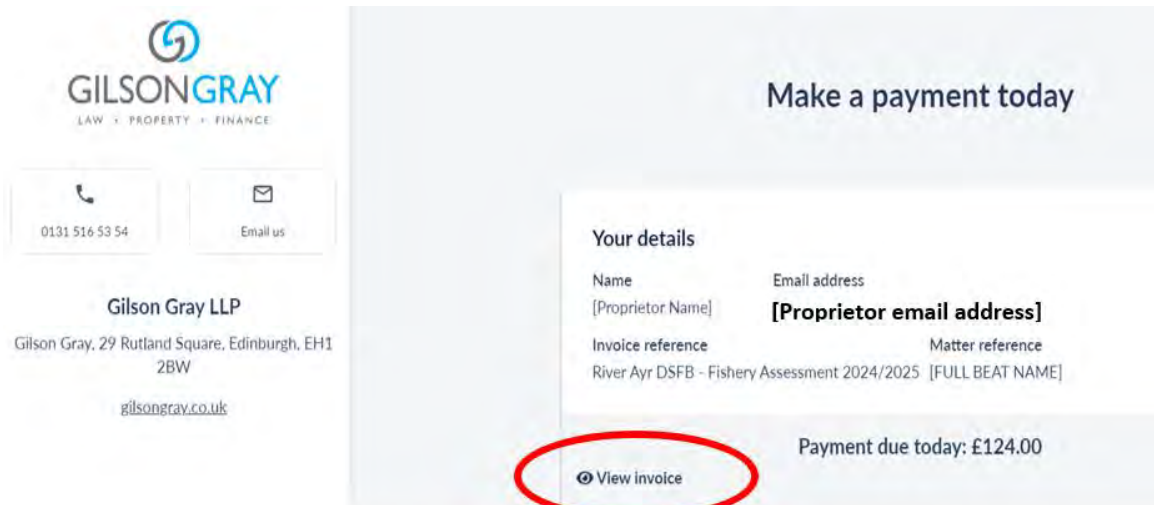 GILSONGRAY
LAW • PROPERTY • FINANCE
0131 516 53 54
Email us
Gilson Gray LLP
Gilson Gray, 29 Rutland Square, Edinburgh, EH1
2BW
gilsongray.co.uk
Make a payment today
Your details
Name
Email address
[Proprietor Name]
[Proprietor email address]
Invoice reference
Matter reference
River Ayr DSFB - Fishery Assessment 2024/2025
[FULL BEAT NAME]
Payment due today: £124.00
View invoice